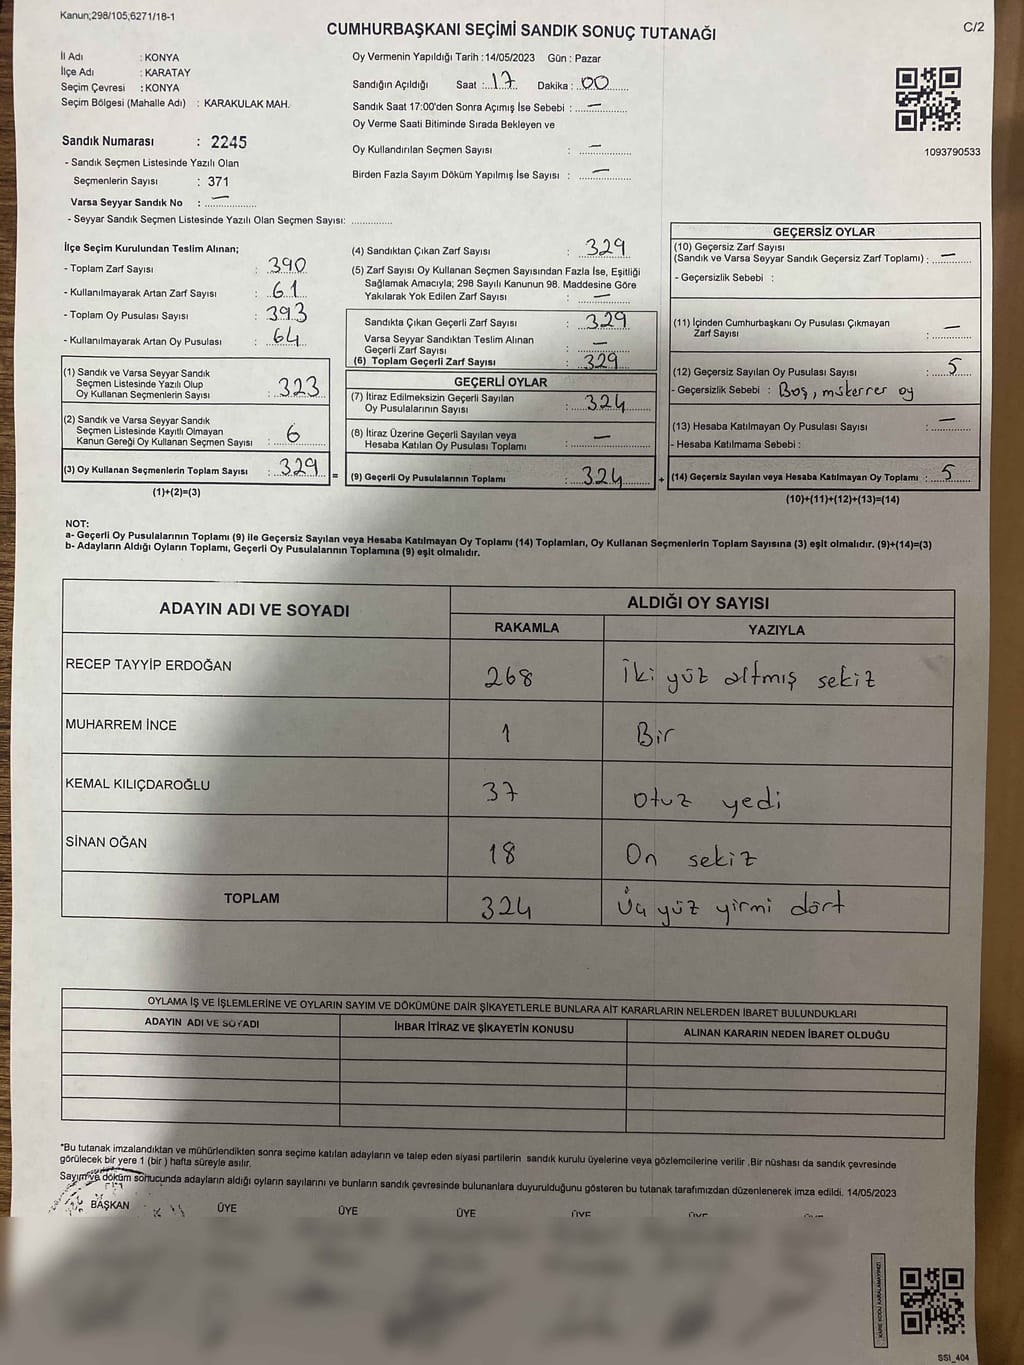 Kanun;298/105;6271/18-1
CUMHURBAŞKANI SEÇİMİ SANDIK SONUÇ TUTANAĞI
C/2
İl Adı : KONYA
İlçe Adı : KARATAY
Seçim Çevresi : KONYA
Seçim Bölgesi (Mahalle Adı) : KARAKULAK MAH.
Sandık Numarası : 2245
- Sandık Seçmen Listesinde Yazılı Olan
Seçmenlerin Sayısı : 371
Varsa Seyyar Sandık No : —
- Seyyar Sandık Seçmen Listesinde Yazılı Olan Seçmen Sayısı: ..............
Oy Vermenin Yapıldığı Tarih : 14/05/2023 Gün : Pazar
Sandığın Açıldığı Saat : 17 Dakika : 00
Sandık Saat 17:00'den Sonra Açımış İse Sebebi : —
Oy Verme Saati Bitiminde Sırada Bekleyen ve
Oy Kullandırılan Seçmen Sayısı : —
Birden Fazla Sayım Döküm Yapılmış İse Sayısı : —
1093790533
İlçe Seçim Kurulundan Teslim Alınan;
- Toplam Zarf Sayısı : 390
- Kullanılmayarak Artan Zarf Sayısı : 61
- Toplam Oy Pusulası Sayısı : 393
- Kullanılmayarak Artan Oy Pusulası : 64
(1) Sandık ve Varsa Seyyar Sandık
Seçmen Listesinde Yazılı Olup
Oy Kullanan Seçmenlerin Sayısı : 323
(2) Sandık ve Varsa Seyyar Sandık
Seçmen Listesinde Kayıtlı Olmayan
Kanun Gereği Oy Kullanan Seçmen Sayısı : 6
(3) Oy Kullanan Seçmenlerin Toplam Sayısı : 329 =
(1)+(2)=(3)
(4) Sandıktan Çıkan Zarf Sayısı : 329
(5) Zarf Sayısı Oy Kullanan Seçmen Sayısından Fazla İse, Eşitliği
Sağlamak Amacıyla; 298 Sayılı Kanunun 98. Maddesine Göre
Yakılarak Yok Edilen Zarf Sayısı : —
Sandıkta Çıkan Geçerli Zarf Sayısı : 329
Varsa Seyyar Sandıktan Teslim Alınan
Geçerli Zarf Sayısı : —
(6) Toplam Geçerli Zarf Sayısı : 329
GEÇERLİ OYLAR
(7) İtiraz Edilmeksizin Geçerli Sayılan
Oy Pusulalarının Sayısı : 324
(8) İtiraz Üzerine Geçerli Sayılan veya
Hesaba Katılan Oy Pusulası Toplamı : —
(9) Geçerli Oy Pusulalarının Toplamı : 324 +
GEÇERSİZ OYLAR
(10) Geçersiz Zarf Sayısı
(Sandık ve Varsa Seyyar Sandık Geçersiz Zarf Toplamı) : —
- Geçersizlik Sebebi :
(11) İçinden Cumhurbaşkanı Oy Pusulası Çıkmayan
Zarf Sayısı : —
(12) Geçersiz Sayılan Oy Pusulası Sayısı : 5
- Geçersizlik Sebebi : Boş, mükerrer oy
(13) Hesaba Katılmayan Oy Pusulası Sayısı : —
- Hesaba Katılmama Sebebi :
(14) Geçersiz Sayılan veya Hesaba Katılmayan Oy Toplamı : 5
(10)+(11)+(12)+(13)=(14)
NOT:
a- Geçerli Oy Pusulalarının Toplamı (9) ile Geçersiz Sayılan veya Hesaba Katılmayan Oy Toplamı (14) Toplamları, Oy Kullanan Seçmenlerin Toplam Sayısına (3) eşit olmalıdır. (9)+(14)=(3)
b- Adayların Aldığı Oyların Toplamı, Geçerli Oy Pusulalarının Toplamına (9) eşit olmalıdır.
ADAYIN ADI VE SOYADI
ALDIĞI OY SAYISI
RAKAMLA YAZIYLA
RECEP TAYYİP ERDOĞAN 268 İki yüz altmış sekiz
MUHARREM İNCE 1 Bir
KEMAL KILIÇDAROĞLU 37 Otuz yedi
SİNAN OĞAN 18 On sekiz
TOPLAM 324 Üç yüz yirmi dört
OYLAMA İŞ VE İŞLEMLERİNE VE OYLARIN SAYIM VE DÖKÜMÜNE DAİR ŞİKAYETLERLE BUNLARA AİT KARARLARIN NELERDEN İBARET BULUNDUKLARI
ADAYIN ADI VE SOYADI İHBAR İTİRAZ VE ŞİKAYETİN KONUSU ALINAN KARARIN NEDEN İBARET OLDUĞU
*Bu tutanak imzalandıktan ve mühürlendikten sonra seçime katılan adayların ve talep eden siyasi partilerin sandık kurulu üyelerine veya gözlemcilerine verilir .Bir nüshası da sandık çevresinde
görülecek bir yere 1 (bir ) hafta süreyle asılır.
Sayım ve döküm sonucunda adayların aldığı oyların sayılarını ve bunların sandık çevresinde bulunanlara duyurulduğunu gösteren bu tutanak tarafımızdan düzenlenerek imza edildi. 14/05/2023
BAŞKAN ÜYE ÜYE ÜYE ÜYE ÜYE
KARE KODU KARALAMAYINIZ!
SSI_404